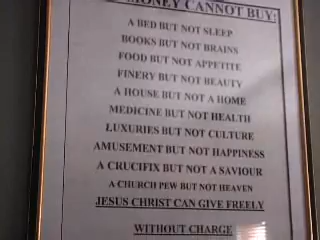 MONEY CANNOT BUY:
A BED BUT NOT SLEEP
BOOKS BUT NOT BRAINS
FOOD BUT NOT APPETITE
FINERY BUT NOT BEAUTY
A HOUSE BUT NOT A HOME
MEDICINE BUT NOT HEALTH
LUXURIES BUT NOT CULTURE
AMUSEMENT BUT NOT HAPPINESS
A CRUCIFIX BUT NOT A SAVIOUR
A CHURCH PEW BUT NOT HEAVEN
JESUS CHRIST CAN GIVE FREELY
WITHOUT CHARGE